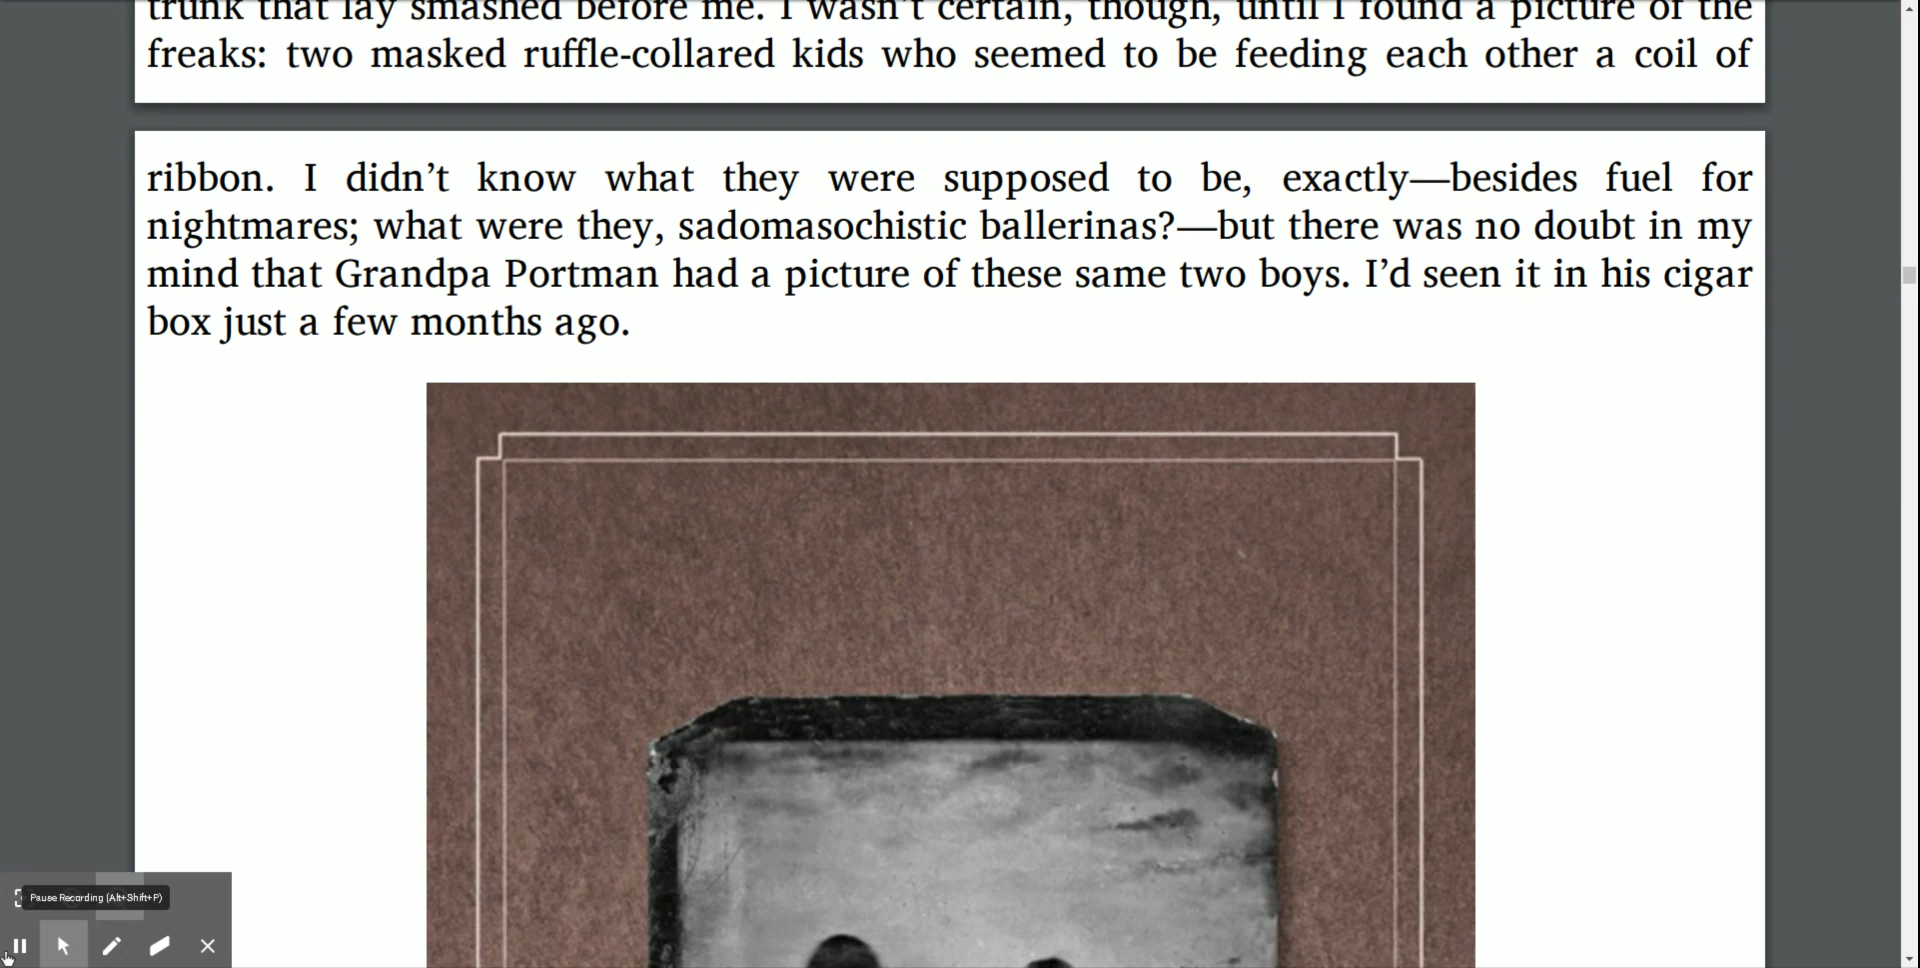 trunk that lay smashed before me. I wasn’t certain, though, until I found a picture of the
freaks: two masked ruffle-collared kids who seemed to be feeding each other a coil of
ribbon. I didn’t know what they were supposed to be, exactly—besides fuel for
nightmares; what were they, sadomasochistic ballerinas?—but there was no doubt in my
mind that Grandpa Portman had a picture of these same two boys. I’d seen it in his cigar
box just a few months ago.
Pause Recording (Alt+Shift+P)